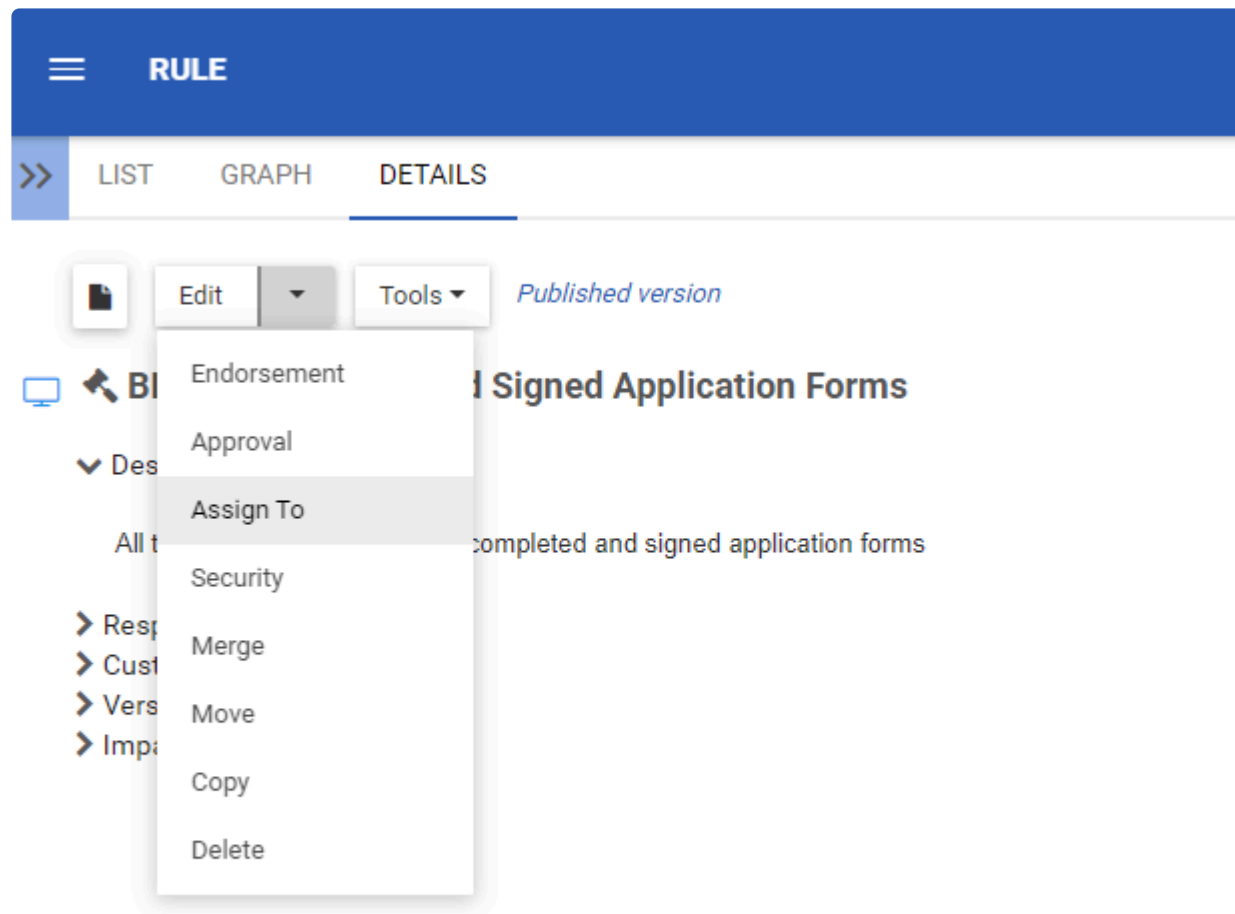 RULE
LIST GRAPH DETAILS
Edit Tools Published version
Endorsement
Signed Application Forms
Approval
Assign To
All completed and signed application forms
Security
Merge
Move
Copy
Delete